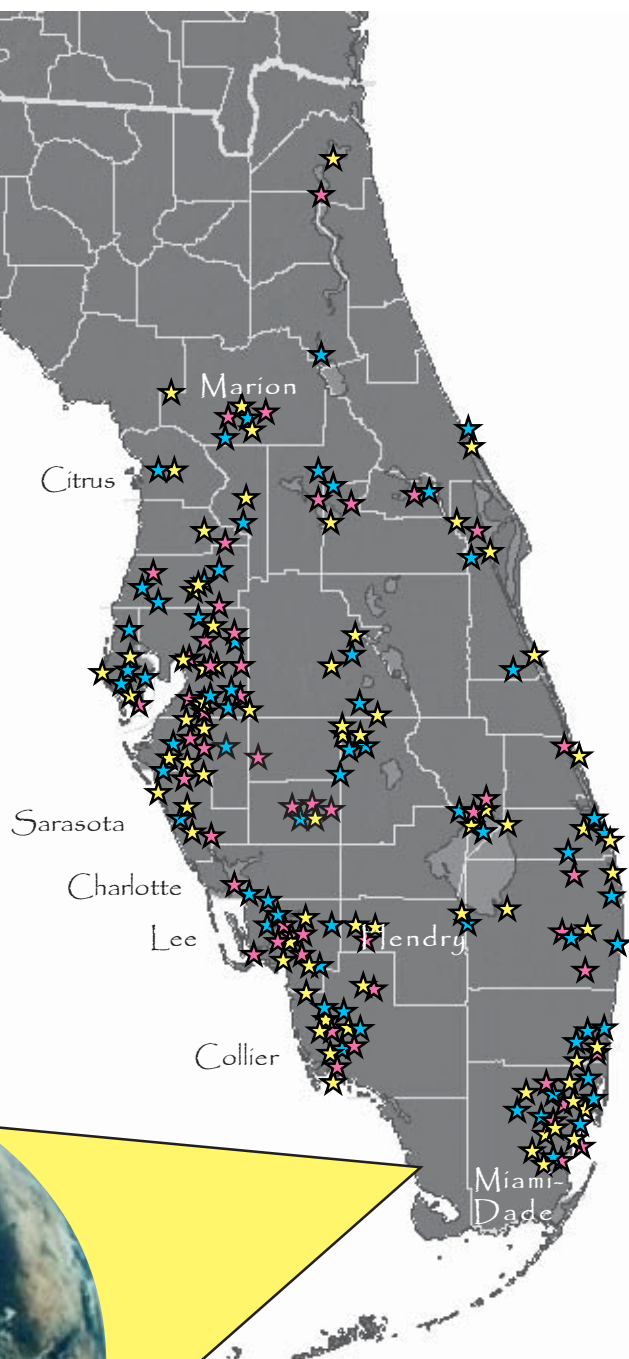 Marion
Citrus
Sarasota
Charlotte
Lee
Hendry
Collier
Miami-
Dade